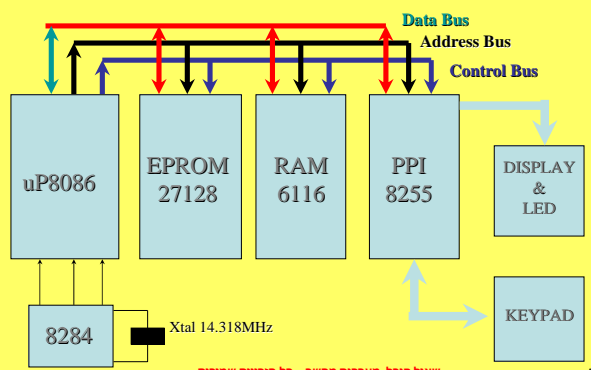 Data Bus
Address Bus
Control Bus
uP8086
EPROM
27128
RAM
6116
PPI
8255
DISPLAY
&
LED
8284
Xtal 14.318MHz
KEYPAD